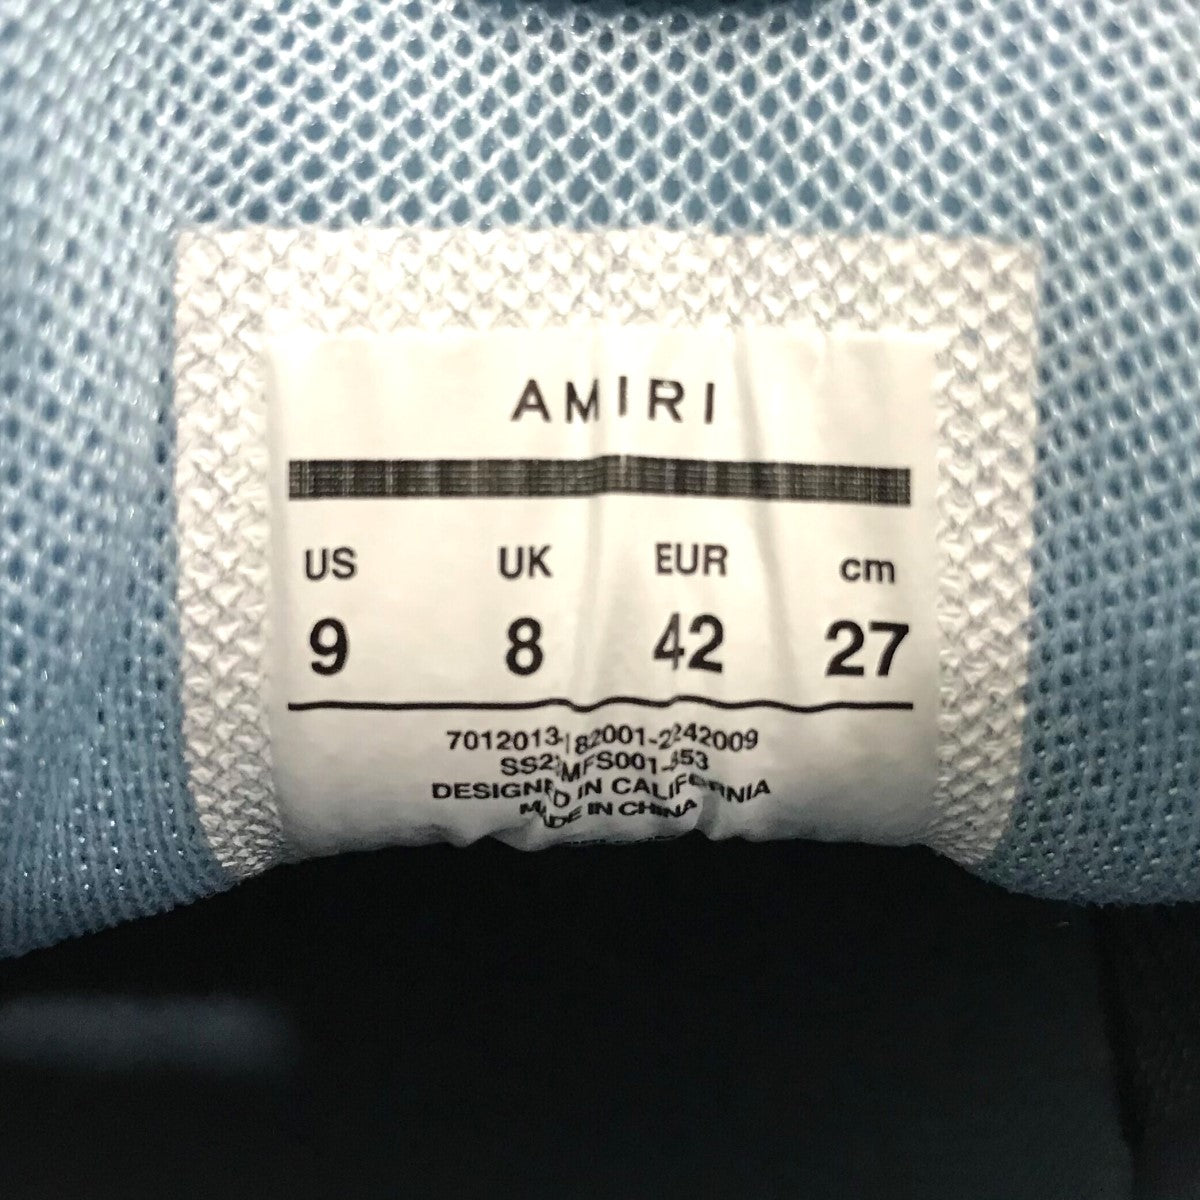 AMIRI
US UK EUR cm
9 8 42 27
DESIGNED IN CALIFORNIA
MADE IN CHINA